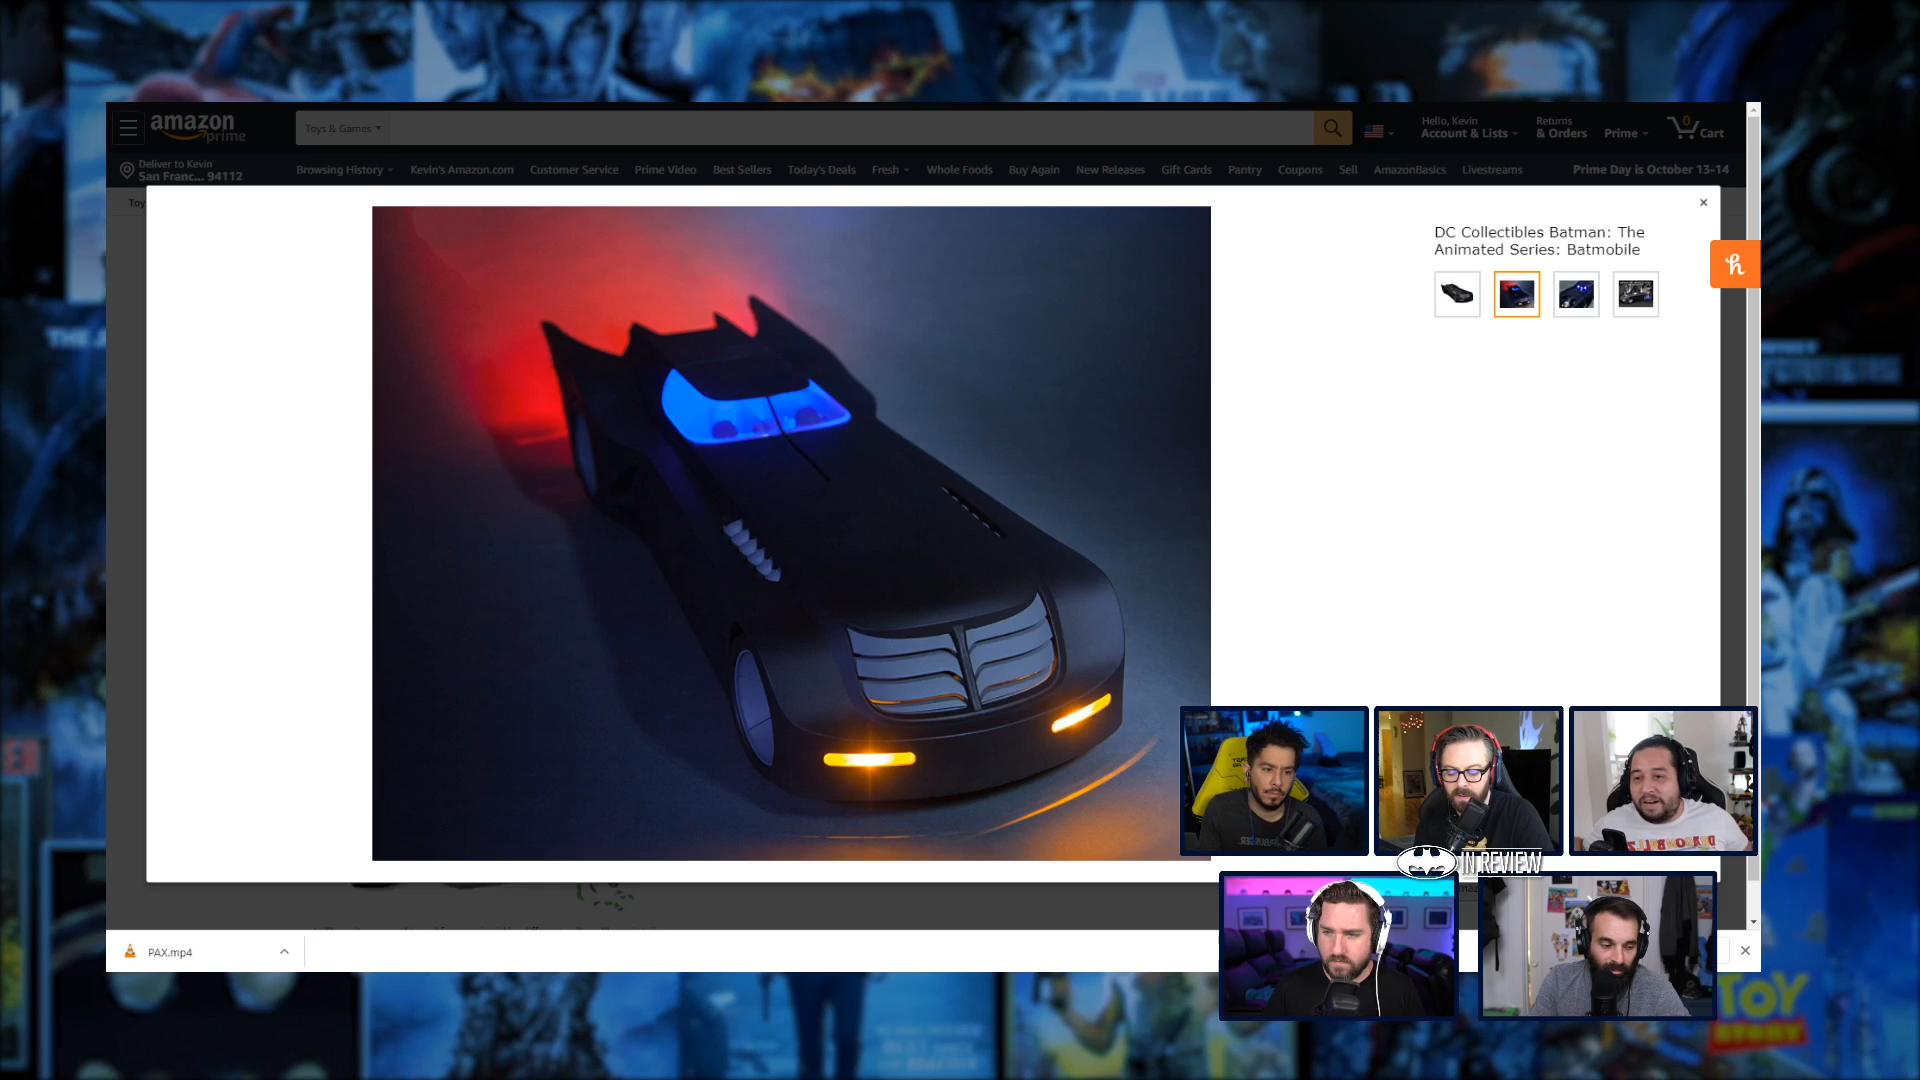 amazon
prime
Toys & Games
Hello, Kevin
Account & Lists
Returns
& Orders
Prime
0
Cart
Deliver to Kevin
San Franc... 94112
Browsing History
Kevin's Amazon.com
Customer Service
Prime Video
Best Sellers
Today's Deals
Fresh
Whole Foods
Buy Again
New Releases
Gift Cards
Pantry
Coupons
Sell
AmazonBasics
Livestreams
Prime Day is October 13-14
Toy
DC Collectibles Batman: The
Animated Series: Batmobile
h
IN REVIEW
PAX.mp4
TOY
STORY